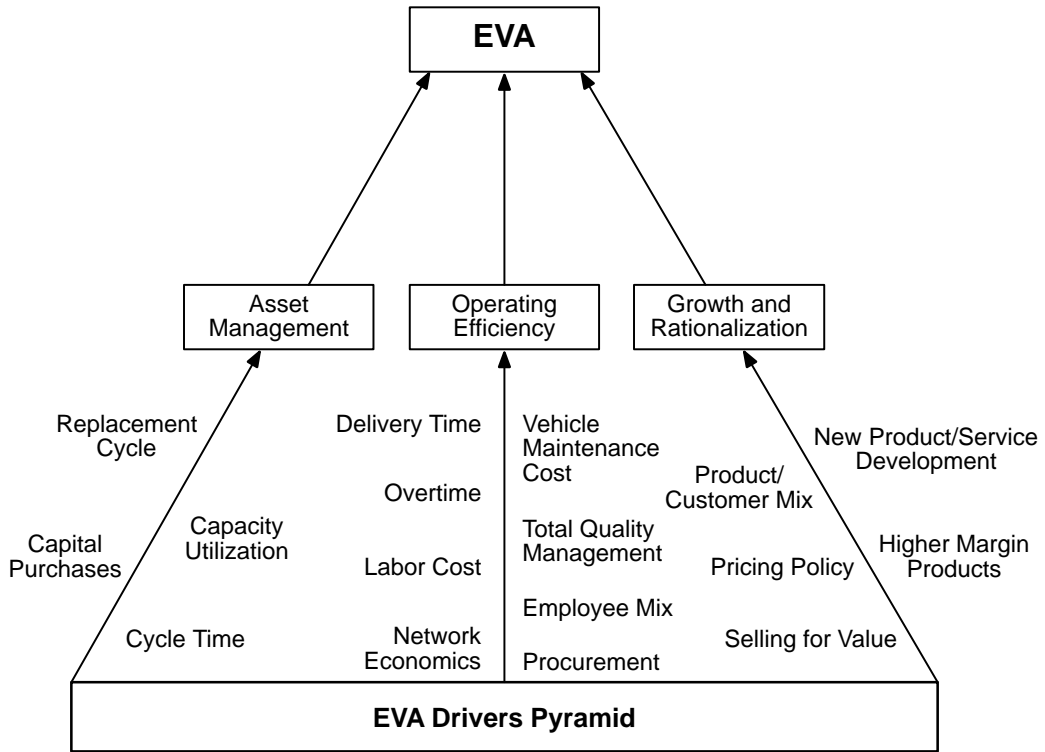 EVA
Asset
Management
Operating
Efficiency
Growth and
Rationalization
Replacement
Cycle
Capital
Purchases
Capacity
Utilization
Cycle Time
Delivery Time
Overtime
Labor Cost
Network
Economics
Vehicle
Maintenance
Cost
Total Quality
Management
Employee Mix
Procurement
Product/
Customer Mix
Pricing Policy
Selling for Value
New Product/Service
Development
Higher Margin
Products
EVA Drivers Pyramid